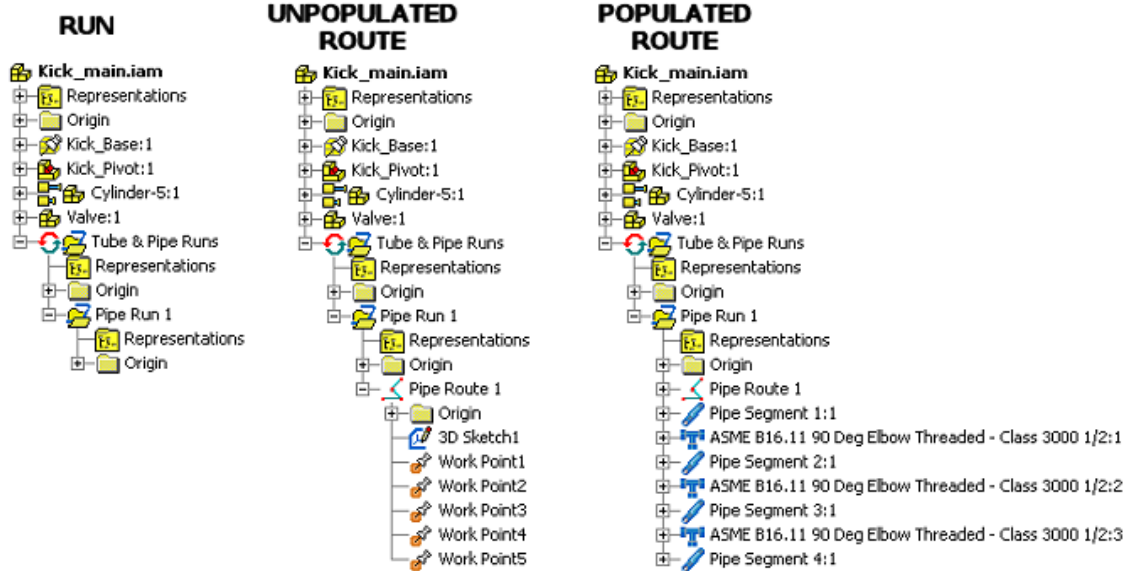 RUN
Kick_main.iam
Representations
Origin
Kick_Base:1
Kick_Pivot:1
Cylinder-5:1
Valve:1
Tube & Pipe Runs
Representations
Origin
Pipe Run 1
Representations
Origin
UNPOPULATED
ROUTE
Kick_main.iam
Representations
Origin
Kick_Base:1
Kick_Pivot:1
Cylinder-5:1
Valve:1
Tube & Pipe Runs
Representations
Origin
Pipe Run 1
Representations
Origin
Pipe Route 1
Origin
3D Sketch1
Work Point1
Work Point2
Work Point3
Work Point4
Work Point5
POPULATED
ROUTE
Kick_main.iam
Representations
Origin
Kick_Base:1
Kick_Pivot:1
Cylinder-5:1
Valve:1
Tube & Pipe Runs
Representations
Origin
Pipe Run 1
Representations
Origin
Pipe Route 1
Pipe Segment 1:1
ASME B16.11 90 Deg Elbow Threaded - Class 3000 1/2:1
Pipe Segment 2:1
ASME B16.11 90 Deg Elbow Threaded - Class 3000 1/2:2
Pipe Segment 3:1
ASME B16.11 90 Deg Elbow Threaded - Class 3000 1/2:3
Pipe Segment 4:1